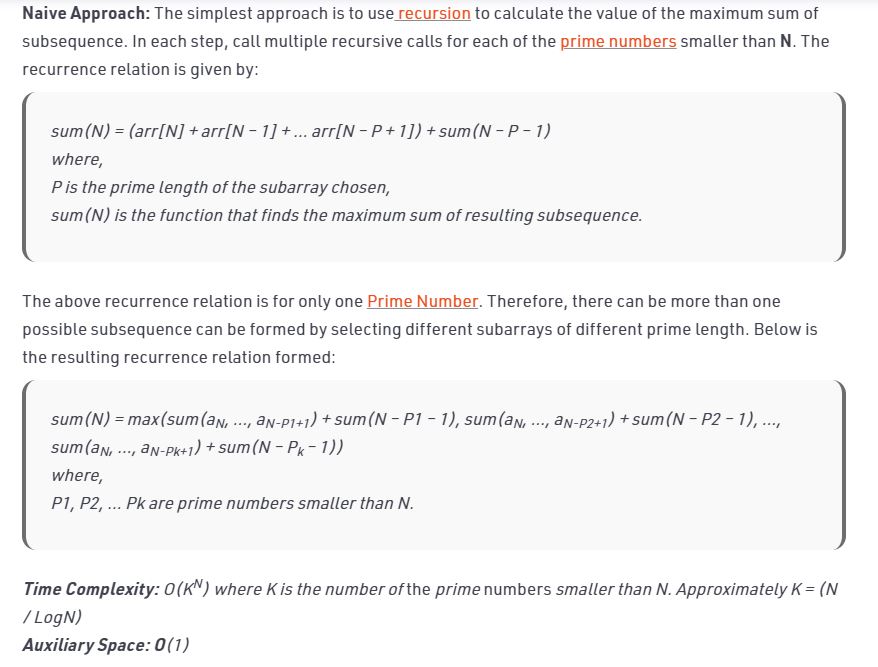 Naive Approach: The simplest approach is to use recursion to calculate the value of the maximum sum of
subsequence. In each step, call multiple recursive calls for each of the prime numbers smaller than N. The
recurrence relation is given by:
sum(N) = (arr[N] + arr[N – 1] + … arr[N – P + 1]) + sum(N – P – 1)
where,
P is the prime length of the subarray chosen,
sum(N) is the function that finds the maximum sum of resulting subsequence.
The above recurrence relation is for only one Prime Number. Therefore, there can be more than one
possible subsequence can be formed by selecting different subarrays of different prime length. Below is
the resulting recurrence relation formed:
sum(N) = max(sum(aN, …, aN-P1+1) + sum(N – P1 – 1), sum(aN, …, aN-P2+1) + sum(N – P2 – 1), …,
sum(aN, …, aN-Pk+1) + sum(N – Pk – 1))
where,
P1, P2, … Pk are prime numbers smaller than N.
Time Complexity: O(K^N) where K is the number of the prime numbers smaller than N. Approximately K = (N
/ LogN)
Auxiliary Space: O(1)